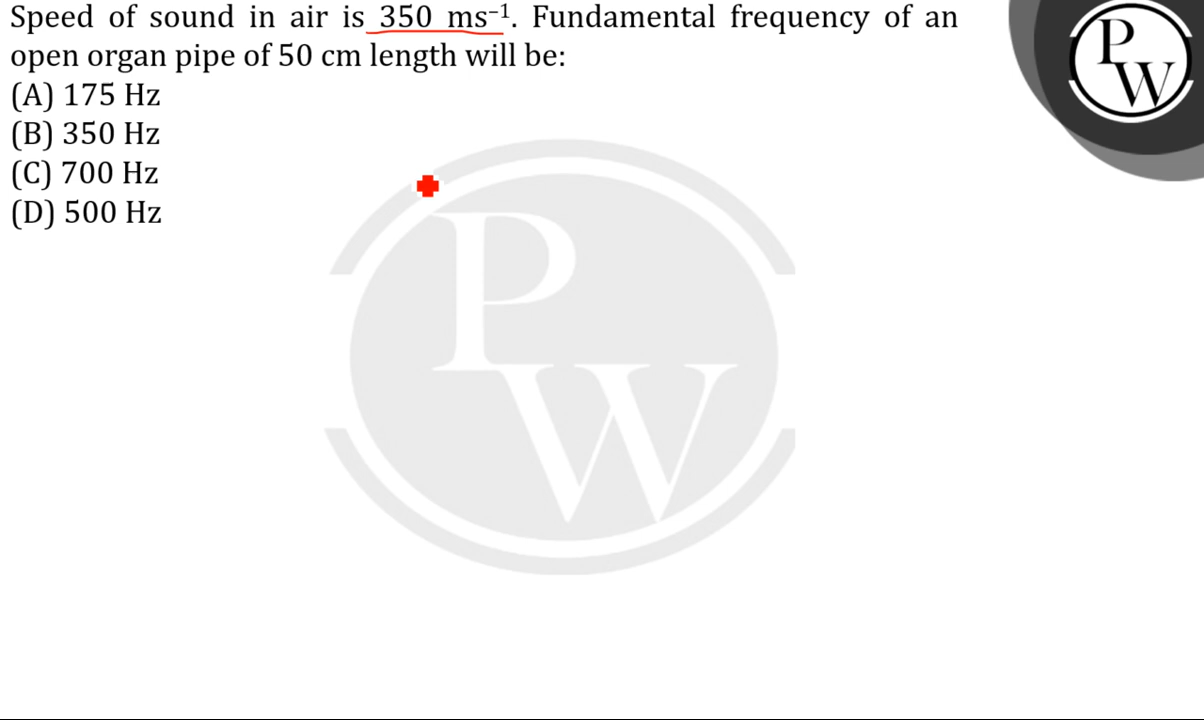 Speed of sound in air is 350 ms⁻¹. Fundamental frequency of an
open organ pipe of 50 cm length will be:
(A) 175 Hz
(B) 350 Hz
(C) 700 Hz
(D) 500 Hz
P
W
P
W